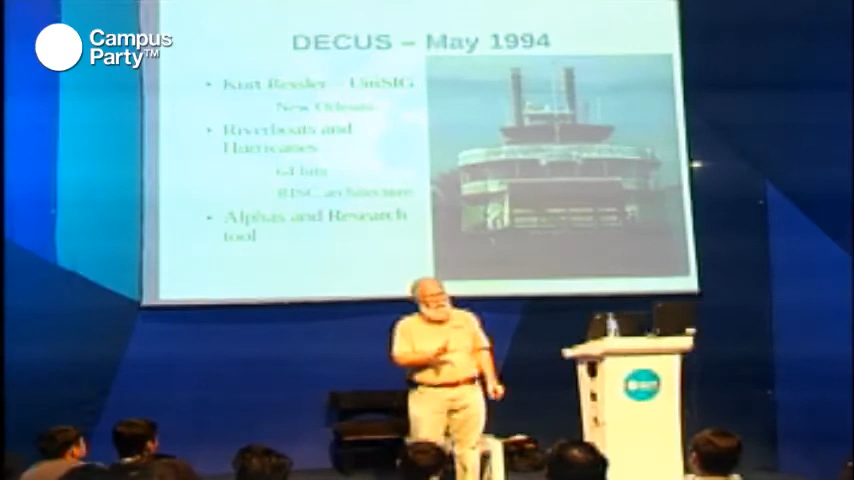 Campus
Party™
DECUS – May 1994
• Kurt Reisler – UniSIG
New Orleans
• Riverboats and
Hurricanes
64 bits
RISC architecture
• Alphas and Research
tool